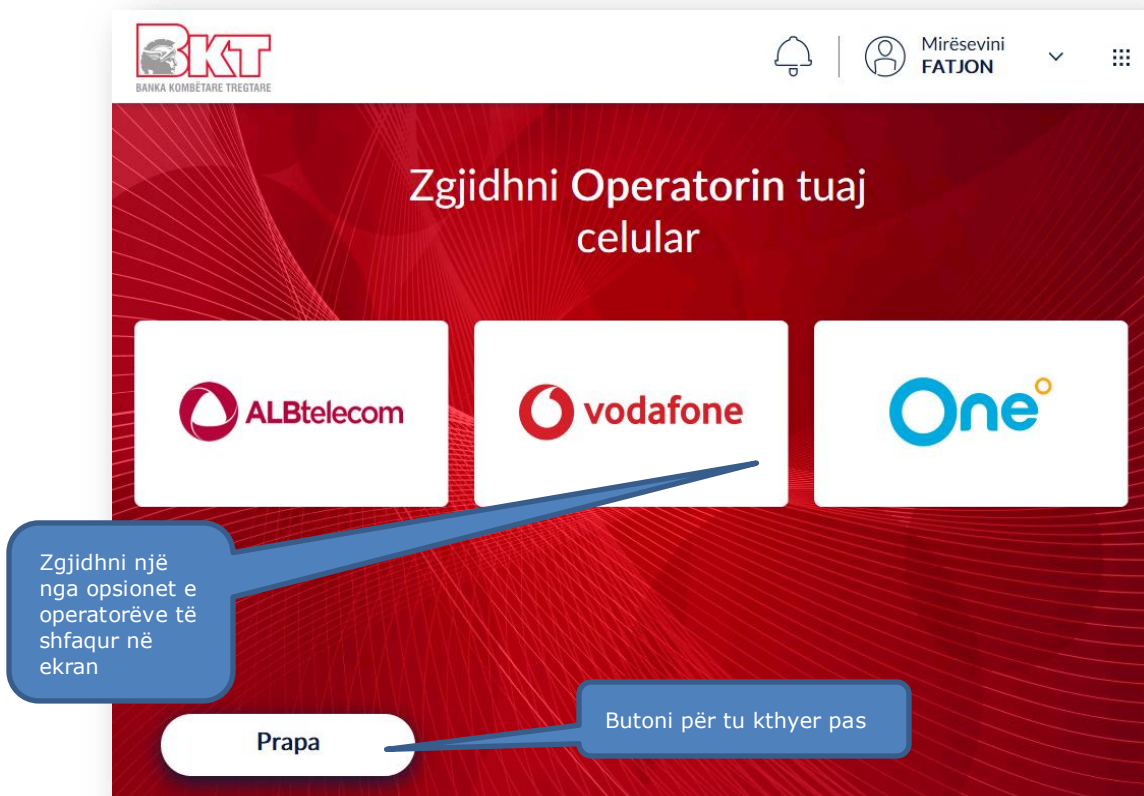 BKT
BANKA KOMBËTARE TREGTARE
Mirësevini
FATJON
Zgjidhni Operatorin tuaj
celular
ALBtelecom
vodafone
One
Zgjidhni një
nga opsionet e
operatorëve të
shfaqur në
ekran
Butoni për tu kthyer pas
Prapa